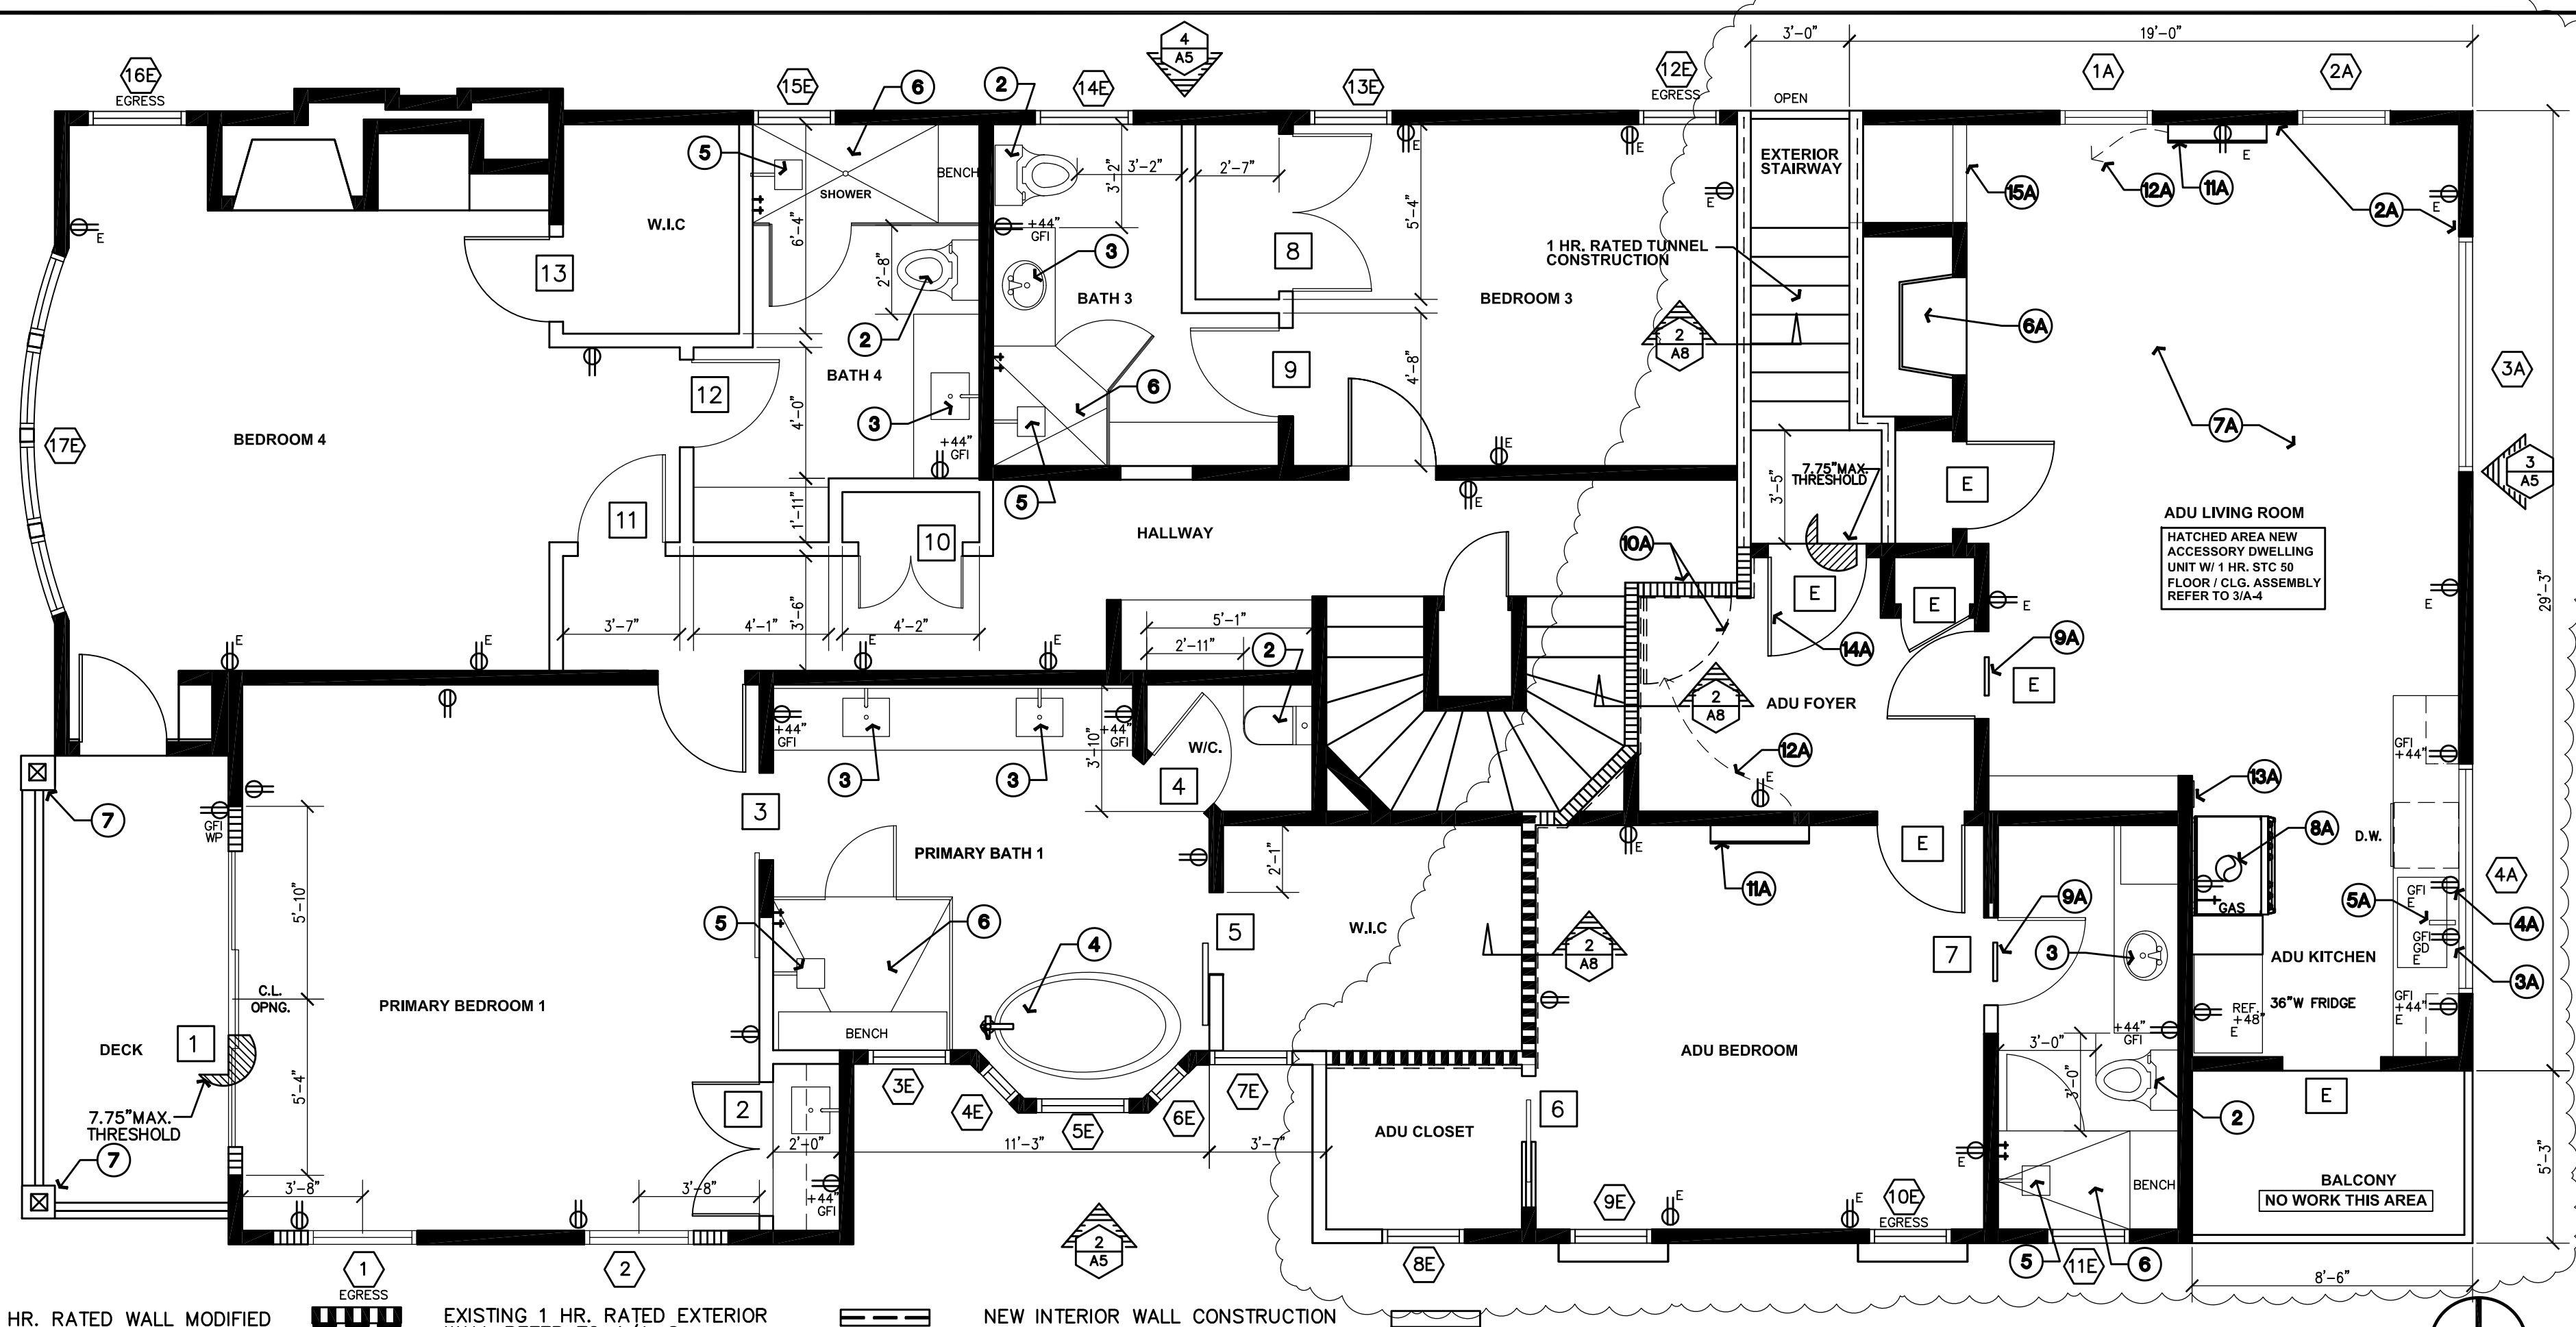 3'-0"
19'-0"
16E
EGRESS
15E
6
2
14E
4
A5
13E
12E
EGRESS
OPEN
1A
2A
5
SHOWER
BENCH
W.I.C
6'-4"
3'-2"
3'-2"
2'-7"
+44"
GFI
5'-4"
E
E
E
EXTERIOR
STAIRWAY
15A
12A
E
11A
2A
E
E
13
2'-8"
3
8
1 HR. RATED TUNNEL
CONSTRUCTION
2
BATH 3
BEDROOM 3
2
A8
6A
3A
BATH 4
12
9
4'-8"
6
7A
17E
BEDROOM 4
4'-0"
3
+44"
GFI
5
E
E
7.75"MAX.
THRESHOLD
3'-5"
E
3
A5
11
1'-11"
10
HALLWAY
10A
ADU LIVING ROOM
HATCHED AREA NEW
ACCESSORY DWELLING
UNIT W/ 1 HR. STC 50
FLOOR / CLG. ASSEMBLY
REFER TO 3/A-4
E
29'-3"
E
E
E
3'-7"
4'-1"
3'-6"
4'-2"
5'-1"
2'-11"
2
E
E
E
E
14A
9A
E
2
A8
ADU FOYER
+44"
GFI
3
3
+44"
GFI
3'-10"
W/C.
4
12A
E
GFI
+44"
13A
7
GFI
WP
3
PRIMARY BATH 1
2'-1"
E
11A
E
8A
D.W.
5'-10"
5
6
4
5
W.I.C
2
A8
9A
7
3
GAS
5A
GFI
E
GFI
GD
E
4A
4A
ADU KITCHEN
3A
C.L.
OPNG.
PRIMARY BEDROOM 1
BENCH
36"W FRIDGE
REF.
+48"
E
GFI
+44"
E
DECK
1
5'-4"
3E
4E
5E
6E
7E
ADU BEDROOM
3'-0"
+44"
GFI
3'-0"
E
2
7.75"MAX.
THRESHOLD
7
2
2'-0"
11'-3"
3'-7"
ADU CLOSET
6
2
5'-3"
3'-8"
3'-8"
+44"
GFI
E
BENCH
BALCONY
NO WORK THIS AREA
1
EGRESS
2
2
A5
8E
9E
E
E
10E
EGRESS
5
11E
6
8'-6"
HR. RATED WALL MODIFIED
EXISTING 1 HR. RATED EXTERIOR
NEW INTERIOR WALL CONSTRUCTION